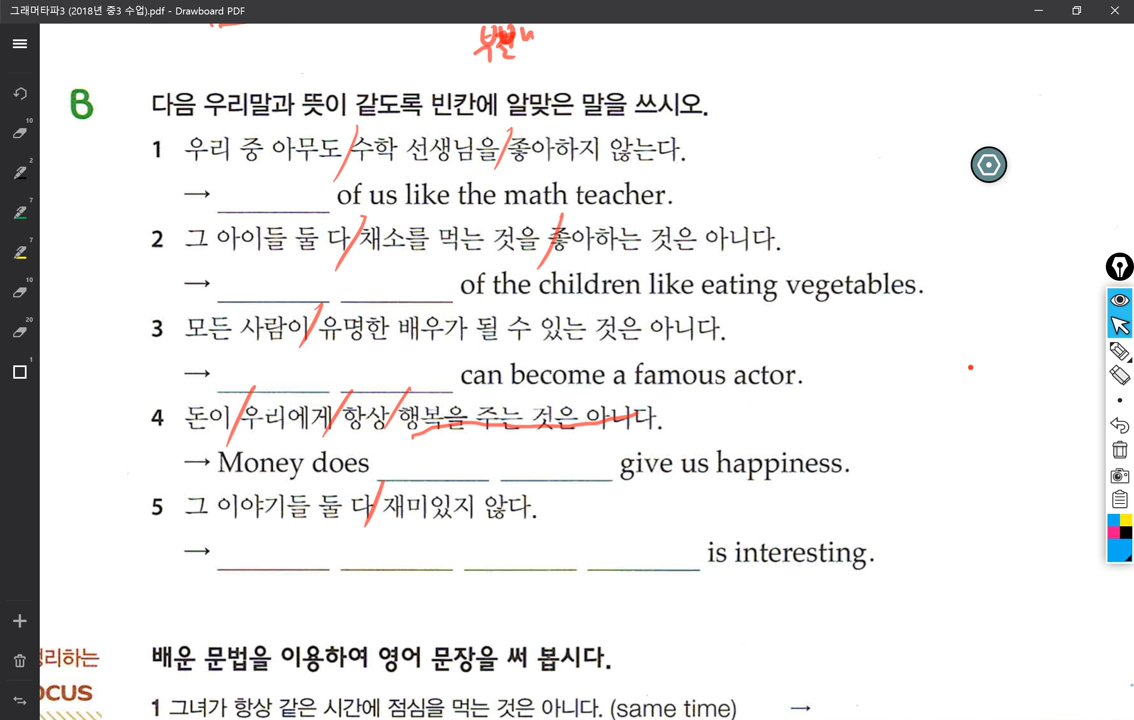 그래머타파3 (2018년 중3 수업).pdf - Drawboard PDF
B 다음 우리말과 뜻이 같도록 빈칸에 알맞은 말을 쓰시오.
1 우리 중 아무도 수학 선생님을 좋아하지 않는다.
→ ________ of us like the math teacher.
2 그 아이들 둘 다 채소를 먹는 것을 좋아하는 것은 아니다.
→ ________ ________ of the children like eating vegetables.
3 모든 사람이 유명한 배우가 될 수 있는 것은 아니다.
→ ________ ________ can become a famous actor.
4 돈이 우리에게 항상 행복을 주는 것은 아니다.
→ Money does ________ ________ give us happiness.
5 그 이야기들 둘 다 재미있지 않다.
→ ________ ________ ________ ________ is interesting.
리하는
OCUS
배운 문법을 이용하여 영어 문장을 써 봅시다.
1 그녀가 항상 같은 시간에 점심을 먹는 것은 아니다. (same time) →
10
2
7
7
10
20
1